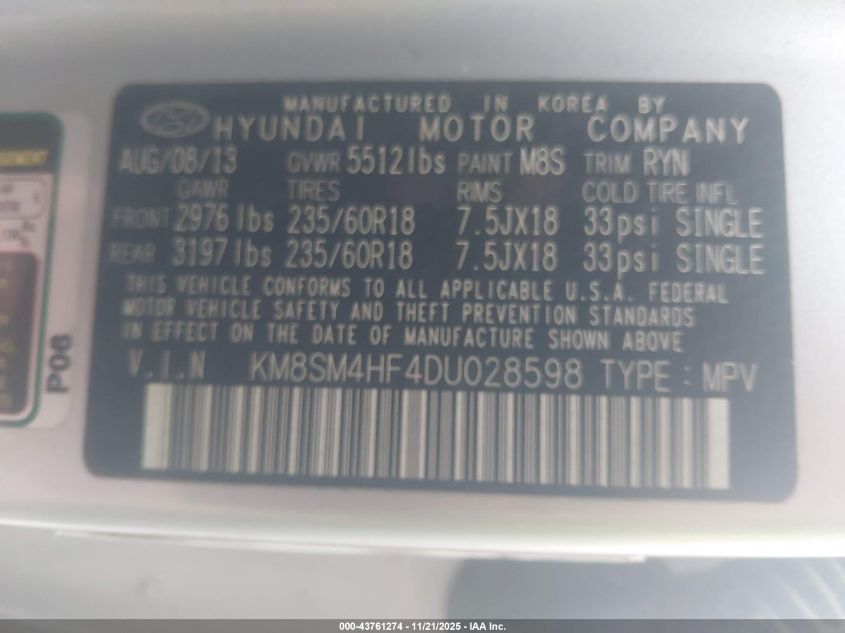 MANUFACTURED IN KOREA BY
HYUNDAI MOTOR COMPANY
AUG/08/13 GVWR 5512lbs PAINT M8S TRIM RYN
GAWR TIRES RIMS COLD TIRE INFL
FRONT 2976lbs 235/60R18 7.5JX18 33psi SINGLE
REAR 3197lbs 235/60R18 7.5JX18 33psi SINGLE
THIS VEHICLE CONFORMS TO ALL APPLICABLE U.S.A. FEDERAL
MOTOR VEHICLE SAFETY AND THEFT PREVENTION STANDARDS
IN EFFECT ON THE DATE OF MANUFACTURE SHOWN ABOVE
V.I.N KM8SM4HF4DU028598 TYPE : MPV
P06
000-43761274 - 11/21/2025 - IAA Inc.